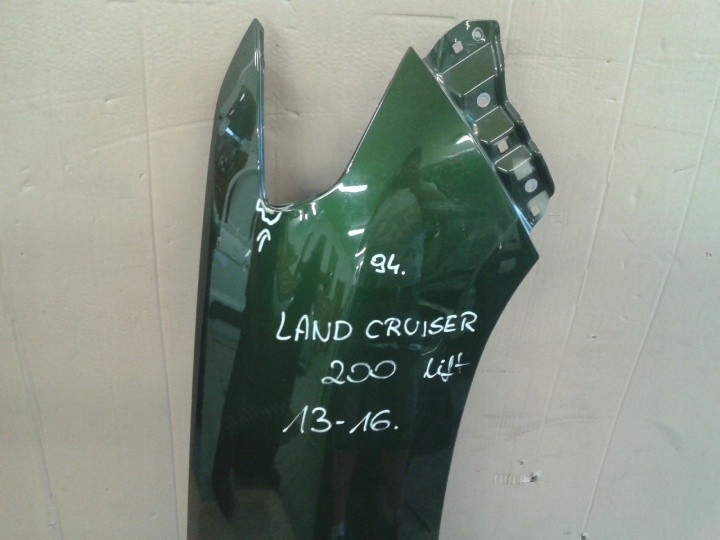 94.
LAND CRUISER
200 lift
13-16.